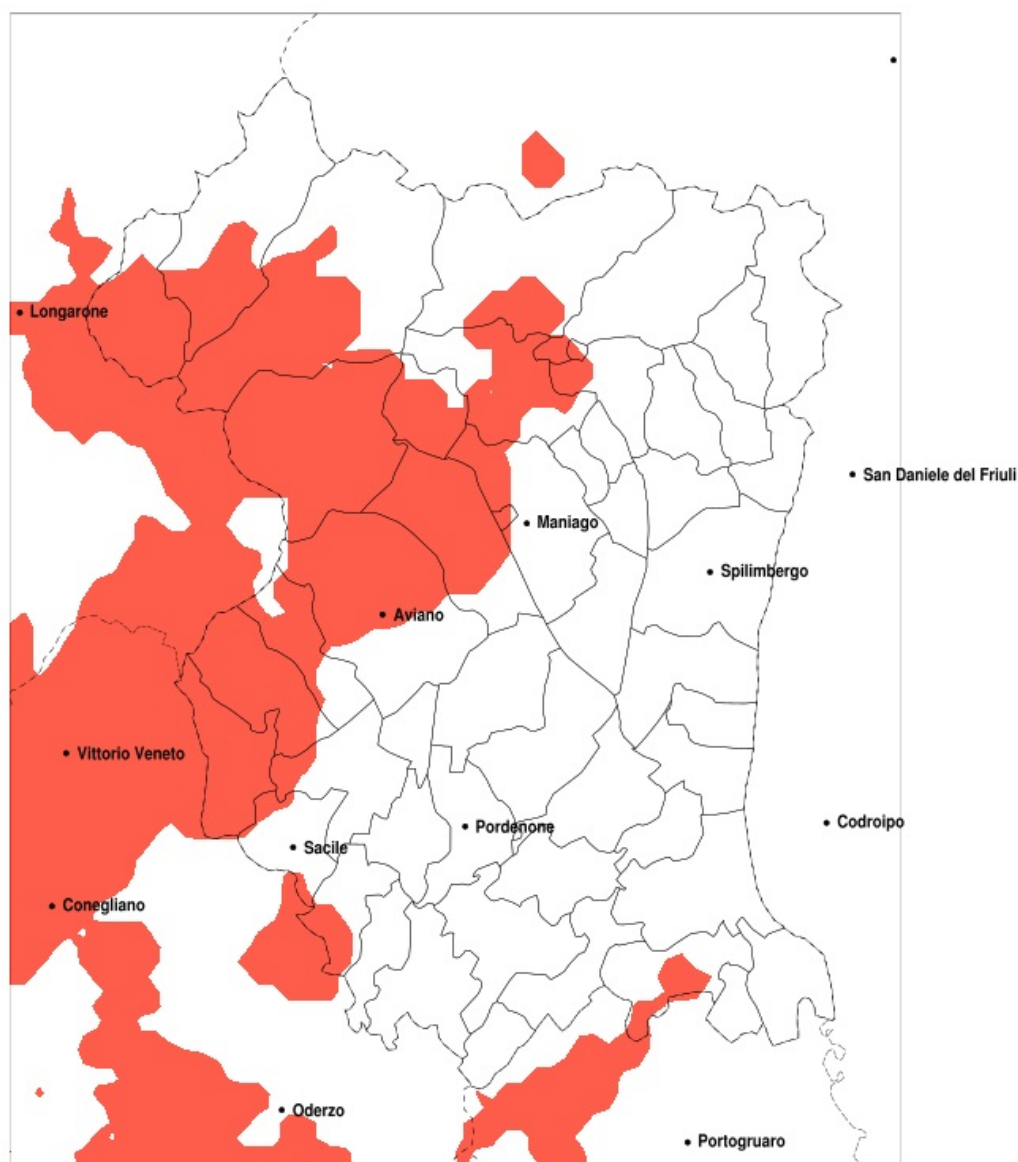 Longarone
San Daniele del Friuli
Maniago
Spilimbergo
Aviano
Vittorio Veneto
Codroipo
Pordenone
Sacile
Conegliano
Oderzo
Portogruaro